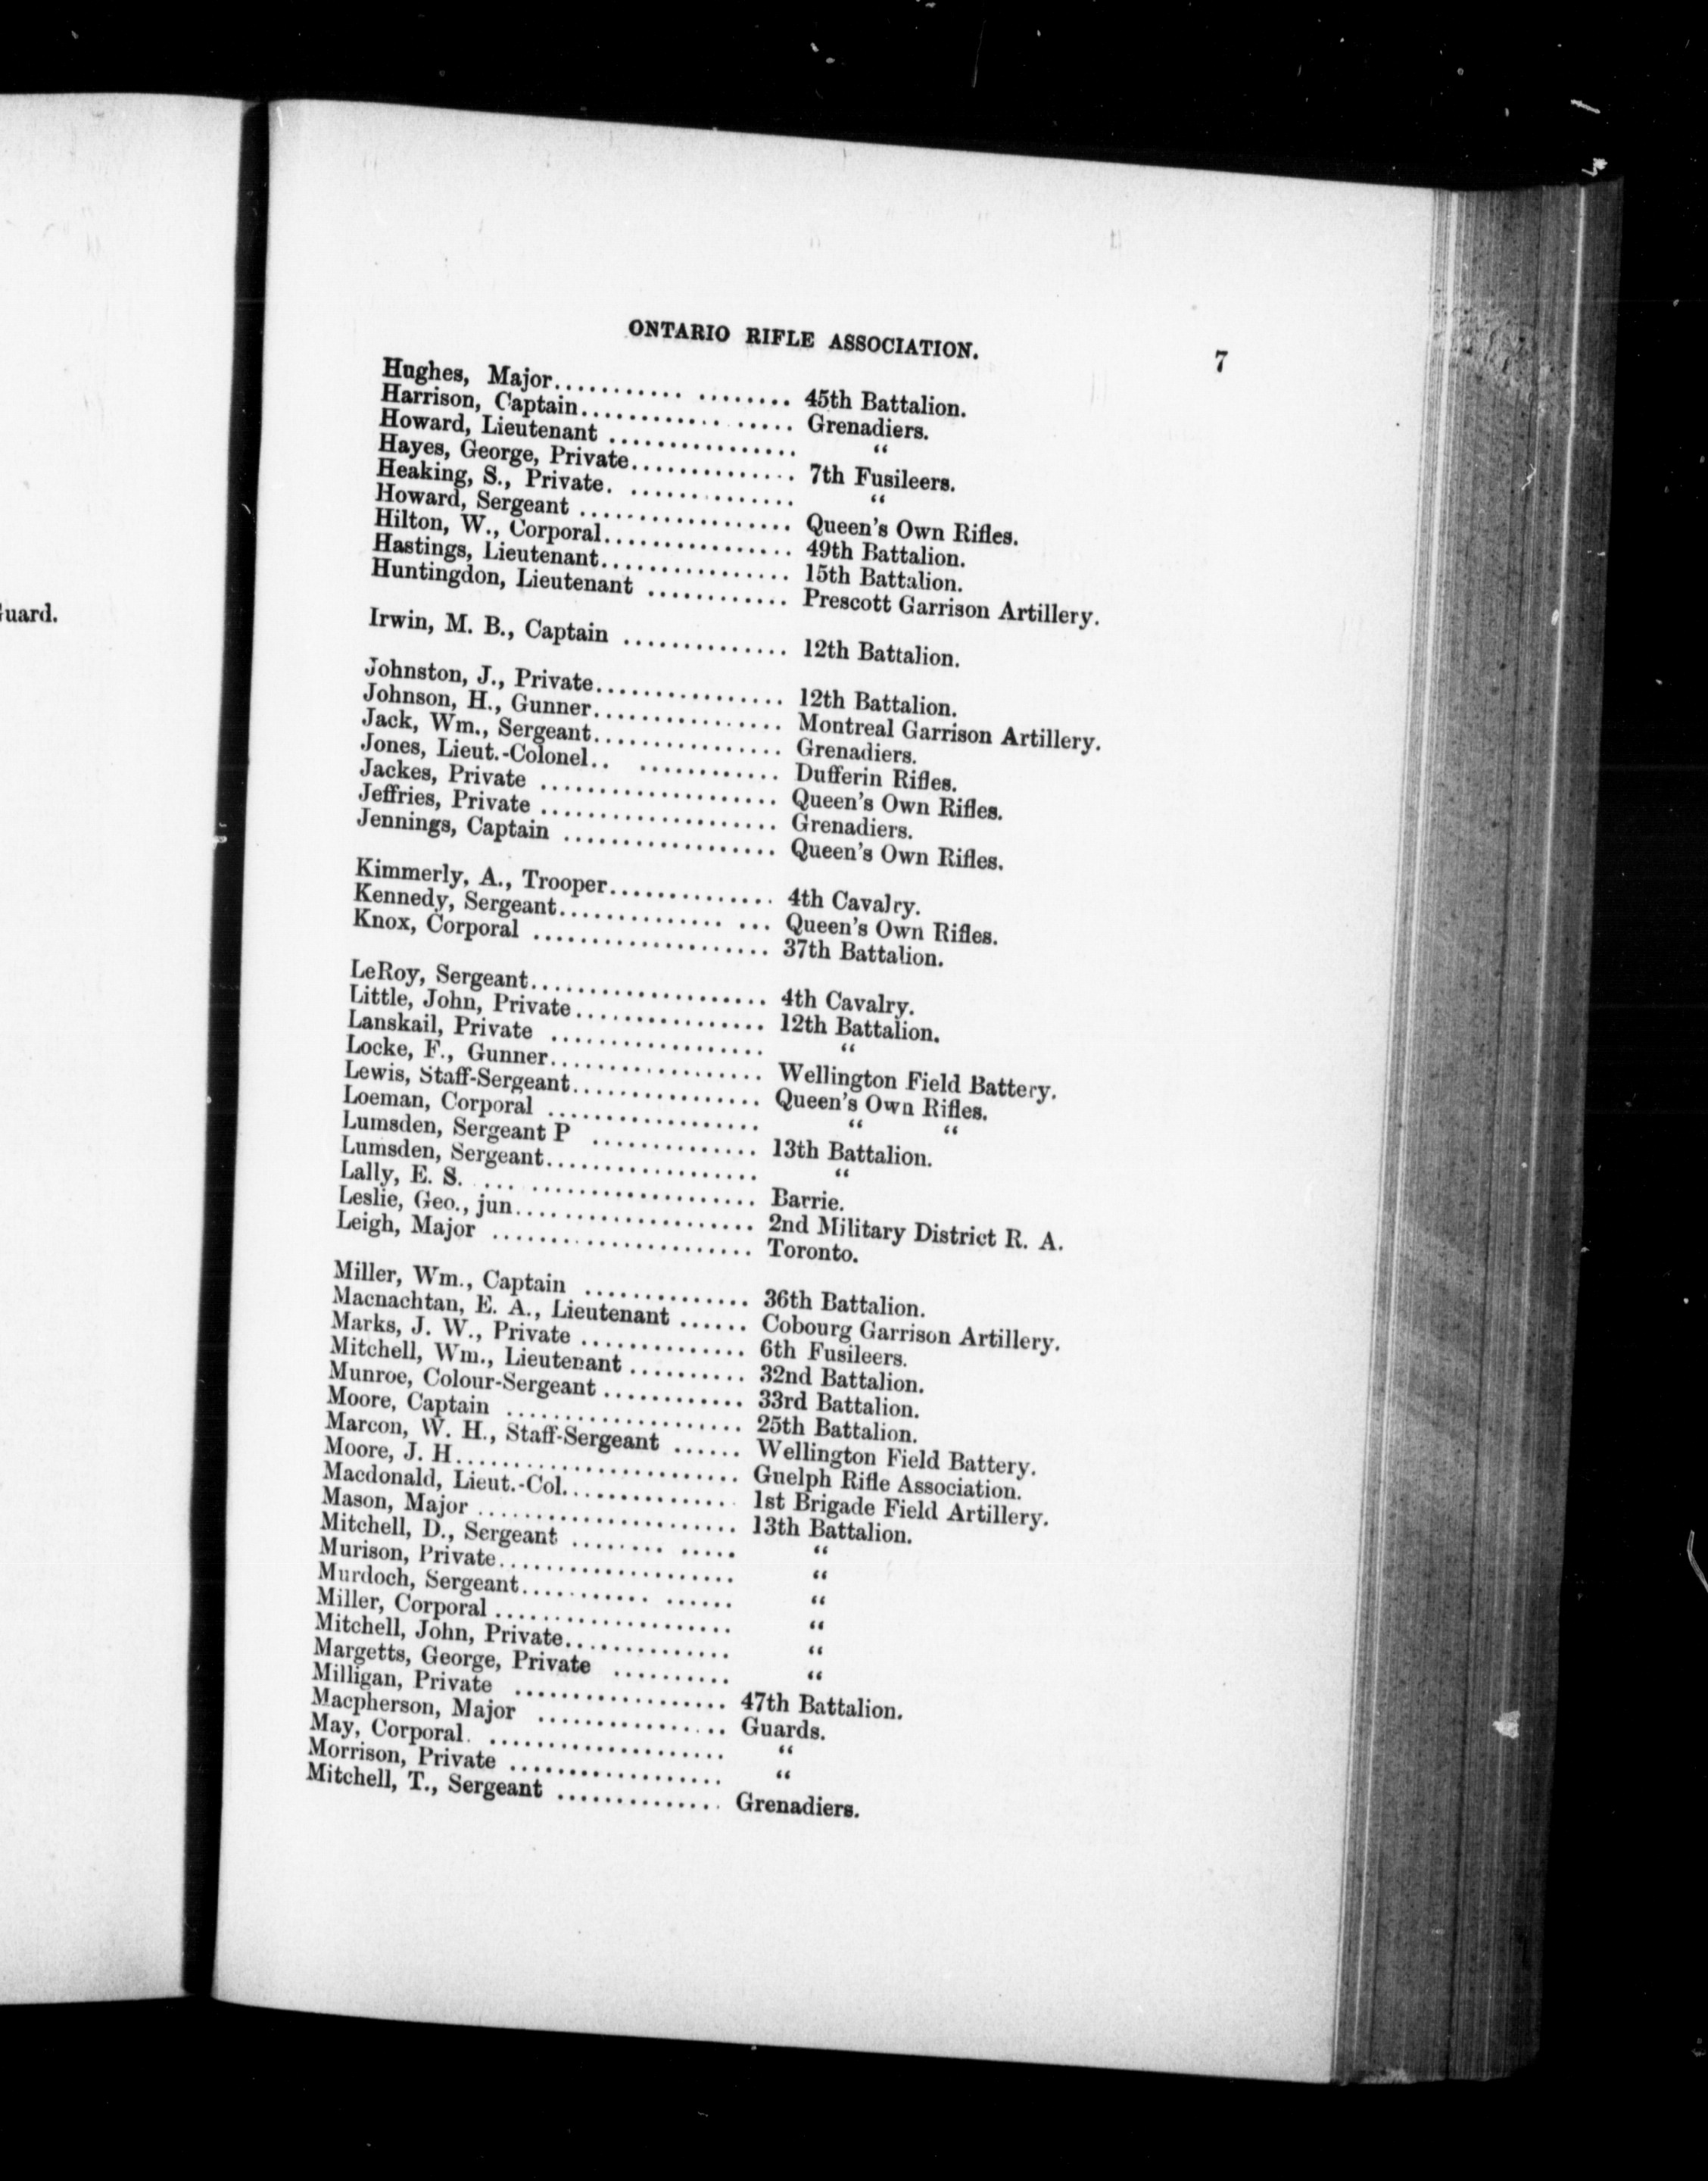 uard.
ONTARIO RIFLE ASSOCIATION. 7
Hughes, Major........... ........ 45th Battalion.
Harrison, Captain............ ..... Grenadiers.
Howard, Lieutenant ................ “
Hayes, George, Private.............. 7th Fusileers.
Heaking, S., Private. .............. “
Howard, Sergeant .................. Queen's Own Rifles.
Hilton, W., Corporal................ 49th Battalion.
Hastings, Lieutenant................ 15th Battalion.
Huntingdon, Lieutenant ............ Prescott Garrison Artillery.
Irwin, M. B., Captain .............. 12th Battalion.
Johnston, J., Private................ 12th Battalion.
Johnson, H., Gunner................ Montreal Garrison Artillery.
Jack, Wm., Sergeant................ Grenadiers.
Jones, Lieut.-Colonel.. ............ Dufferin Rifles.
Jackes, Private .................... Queen's Own Rifles.
Jeffries, Private .................... Grenadiers.
Jennings, Captain .................. Queen's Own Rifles.
Kimmerly, A., Trooper.............. 4th Cavalry.
Kennedy, Sergeant.............. ... Queen's Own Rifles.
Knox, Corporal .................... 37th Battalion.
LeRoy, Sergeant.................... 4th Cavalry.
Little, John, Private................ 12th Battalion.
Lanskail, Private .................. “
Locke, F., Gunner.................. Wellington Field Battery.
Lewis, Staff-Sergeant................ Queen's Own Rifles.
Loeman, Corporal .................. “ “
Lumsden, Sergeant P .............. 13th Battalion.
Lumsden, Sergeant.................. “
Lally, E. S. ... ................... Barrie.
Leslie, Geo., jun.................... 2nd Military District R. A.
Leigh, Major ...................... Toronto.
Miller, Wm., Captain .............. 36th Battalion.
Macnachtan, E. A., Lieutenant ...... Cobourg Garrison Artillery.
Marks, J. W., Private .............. 6th Fusileers.
Mitchell, Wm., Lieutenant .......... 32nd Battalion.
Munroe, Colour-Sergeant ............ 33rd Battalion.
Moore, Captain .................... 25th Battalion.
Marcon, W. H., Staff-Sergeant ...... Wellington Field Battery.
Moore, J. H........................ Guelph Rifle Association.
Macdonald, Lieut.-Col............... 1st Brigade Field Artillery.
Mason, Major ...................... 13th Battalion.
Mitchell, D., Sergeant ........ ..... “
Murison, Private.................... “
Murdoch, Sergeant........... ...... “
Miller, Corporal .................... “
Mitchell, John, Private.............. “
Margetts, George, Private .......... “
Milligan, Private .................. 47th Battalion.
Macpherson, Major ................ Guards.
May, Corporal. .................... “
Morrison, Private .................. “
Mitchell, T., Sergeant .............. Grenadiers.